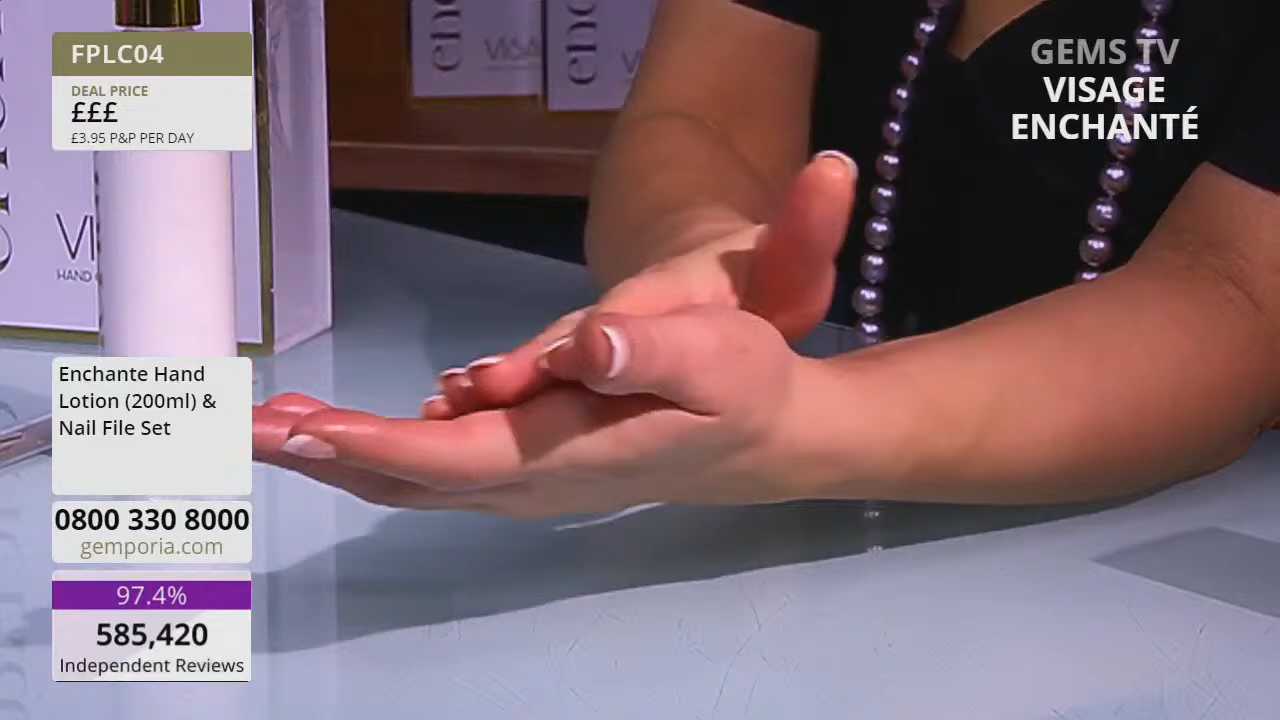 FPLC04
DEAL PRICE
£££
£3.95 P&P PER DAY
Enchante Hand
Lotion (200ml) &
Nail File Set
0800 330 8000
gemporia.com
97.4%
585,420
Independent Reviews
GEMS TV
VISAGE
ENCHANTÉ
HAND